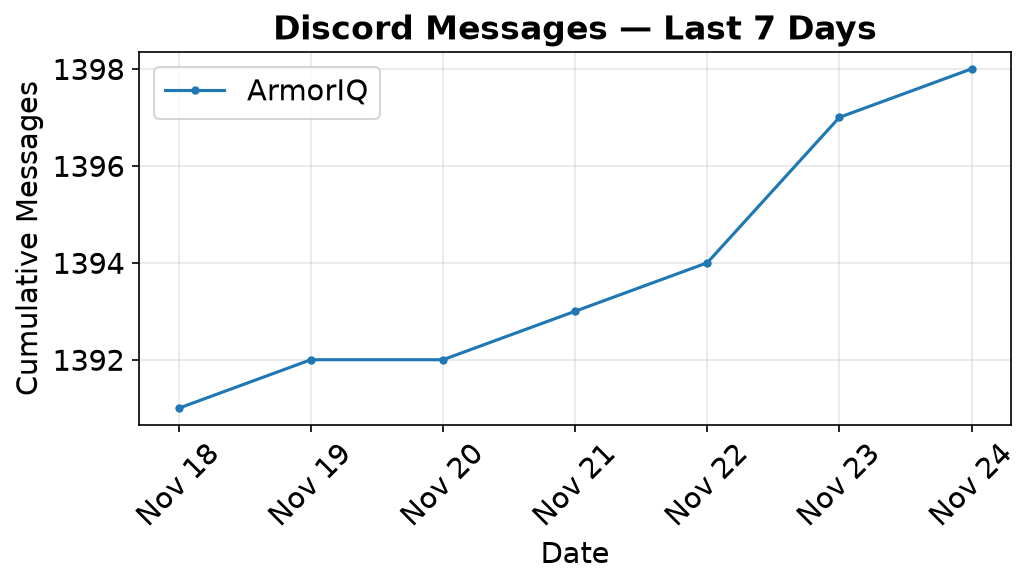 Discord Messages — Last 7 Days
ArmorIQ
Cumulative Messages
1398
1396
1394
1392
Nov 18
Nov 19
Nov 20
Nov 21
Nov 22
Nov 23
Nov 24
Date